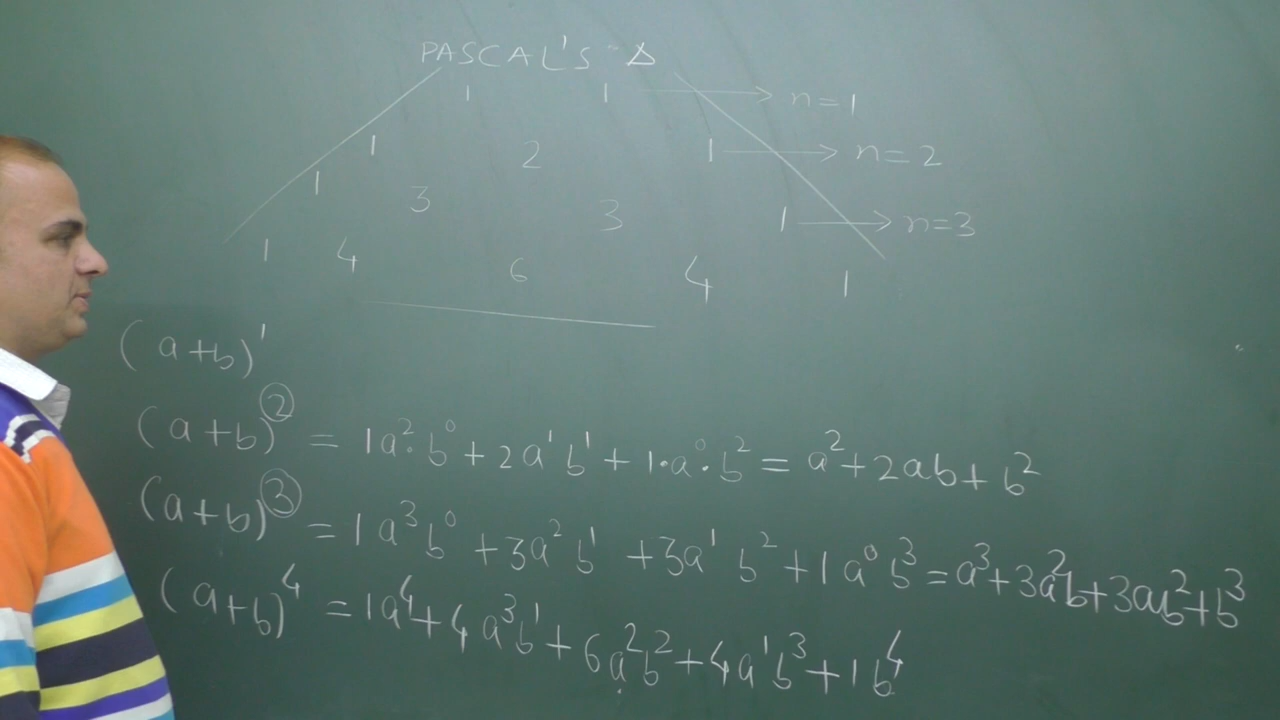 PASCAL'S Δ
1 1 → n=1
1 2 1 → n=2
1 3 3 1 → n=3
1 4 6 4 1
(a+b)¹
(a+b)² = 1a²·b⁰ + 2a¹b¹ + 1·a⁰·b² = a²+2ab+b²
(a+b)³ = 1a³b⁰ + 3a²b¹ + 3a¹b² + 1a⁰b³ = a³+3a²b+3ab²+b³
(a+b)⁴ = 1a⁴ + 4a³b¹ + 6a²b² + 4a¹b³ + 1b⁴